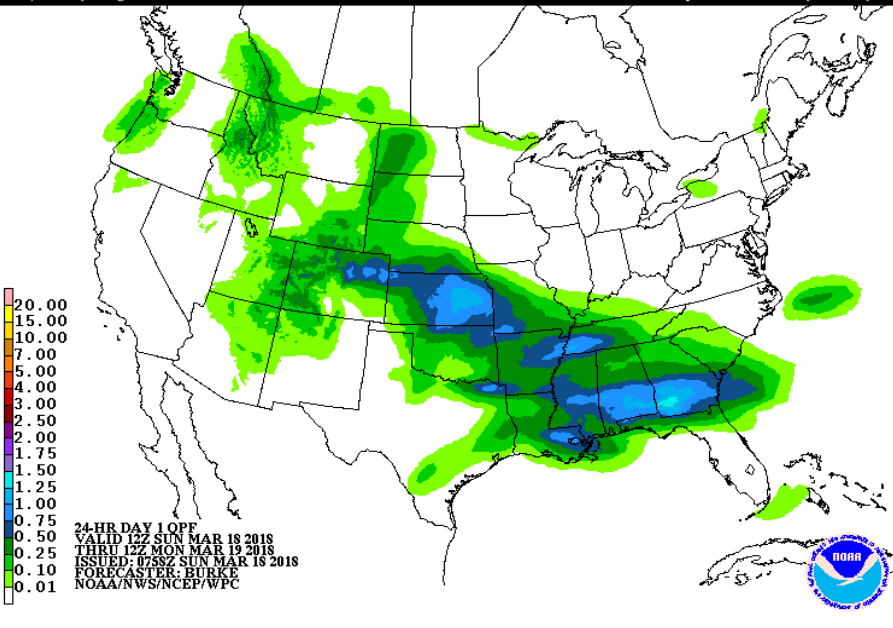 20.00
15.00
10.00
7.00
5.00
4.00
3.00
2.50
2.00
1.75
1.50
1.25
1.00
0.75
0.50
0.25
0.10
0.01
24-HR DAY 1 QPF
VALID 12Z SUN MAR 18 2018
THRU 12Z MON MAR 19 2018
ISSUED: 0758Z SUN MAR 18 2018
FORECASTER: BURKE
NOAA/NWS/NCEP/WPC
NOAA